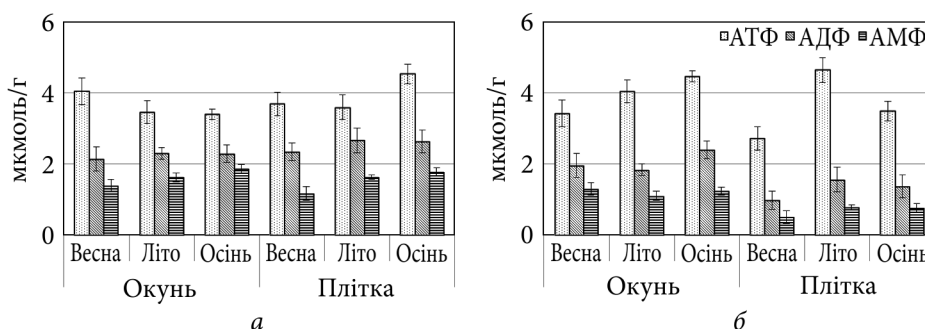 6
4
2
0
мкмоль/г
Весна Літо Осінь Весна Літо Осінь
Окунь Плітка
а
6
4
2
0
мкмоль/г
АТФ АДФ АМФ
Весна Літо Осінь Весна Літо Осінь
Окунь Плітка
б